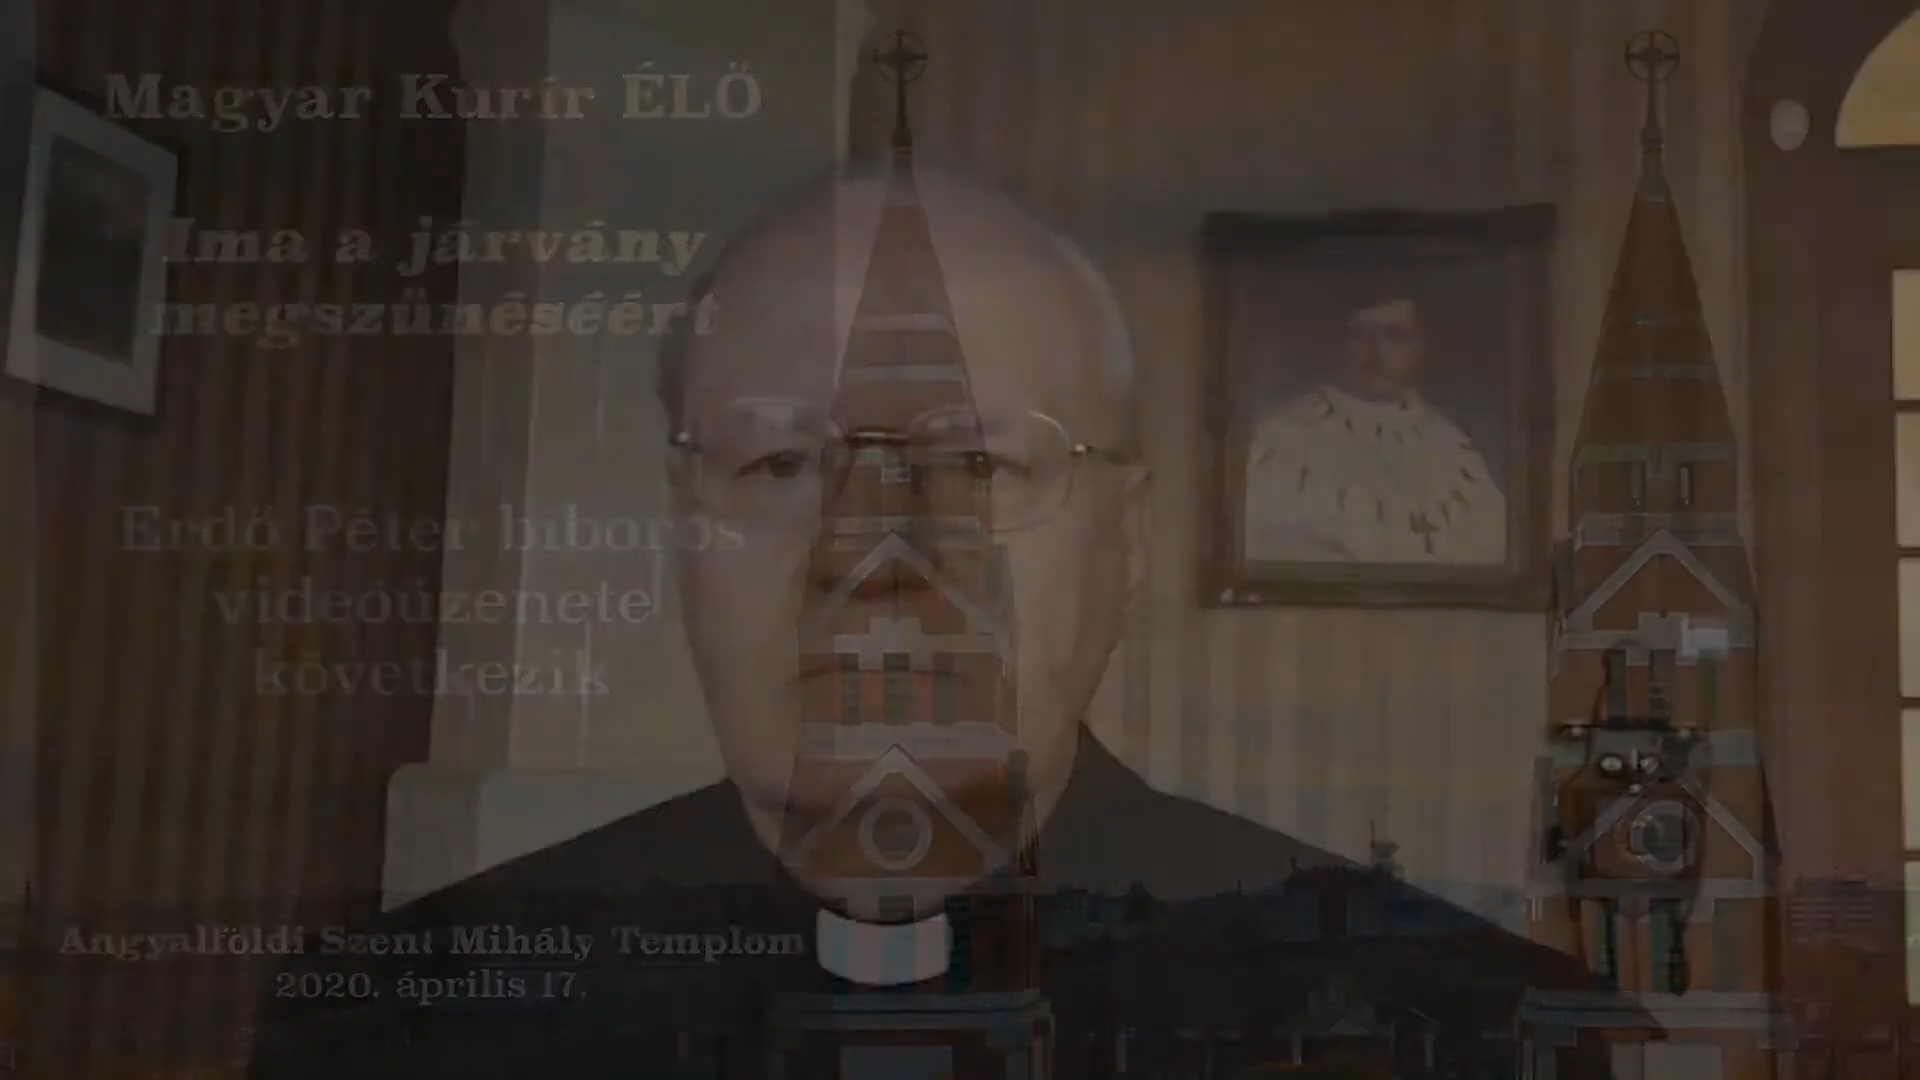 Magyar Kurír ÉLŐ
Ima a járvány
megszűnéséért
Erdő Péter bíboros
videóüzenete
következik
Angyalföldi Szent Mihály Templom
2020. április 17.